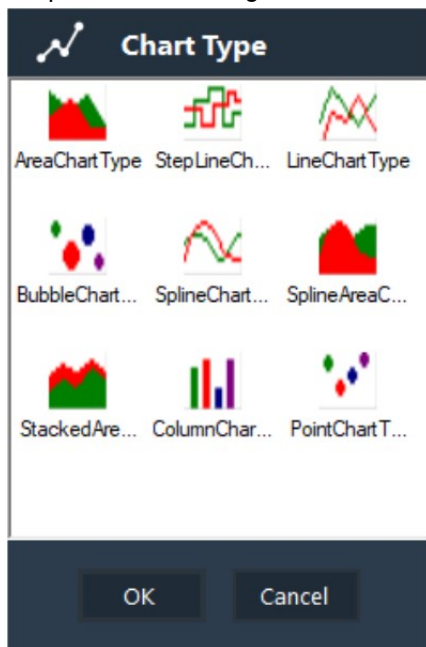 Chart Type
AreaChartType StepLineCh... LineChartType
BubbleChart... SplineChart... SplineAreaC...
StackedAre... ColumnChar... PointChartT...
OK Cancel